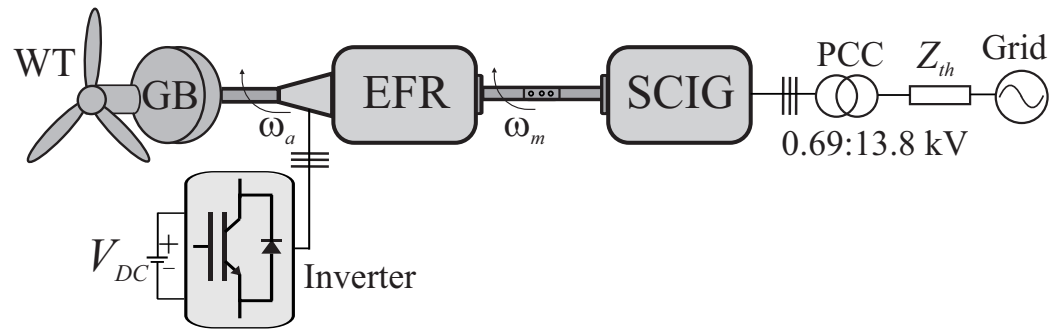 WT
GB
ω_a
EFR
ω_m
SCIG
PCC
Z_th
Grid
0.69:13.8 kV
V_DC
+
−
Inverter